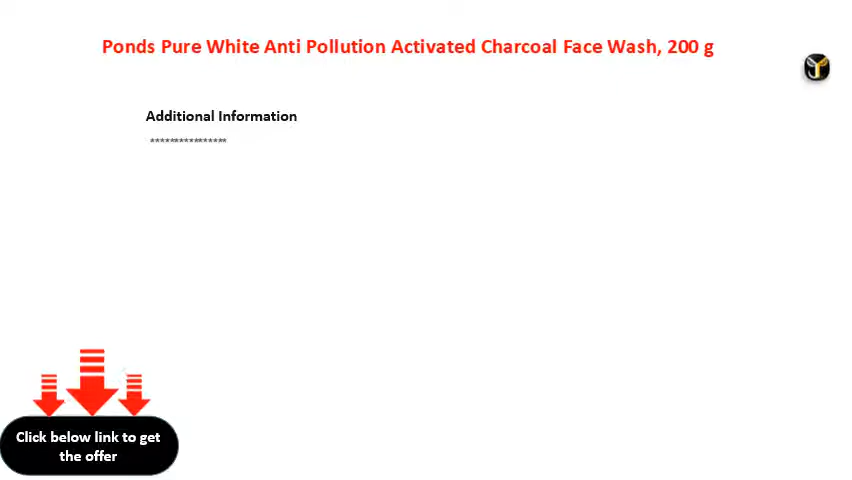 Ponds Pure White Anti Pollution Activated Charcoal Face Wash, 200 g
Additional Information
****************
Click below link to get
the offer